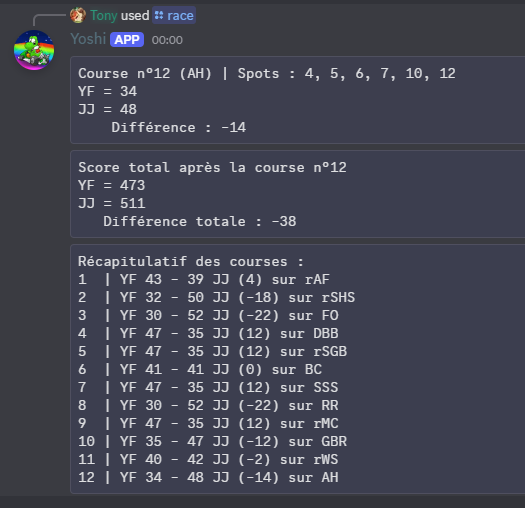 Tony used race
Yoshi APP 00:00
Course n°12 (AH) | Spots : 4, 5, 6, 7, 10, 12
YF = 34
JJ = 48
Différence : -14
Score total après la course n°12
YF = 473
JJ = 511
Différence totale : -38
Récapitulatif des courses :
1 | YF 43 - 39 JJ (4) sur rAF
2 | YF 32 - 50 JJ (-18) sur rSHS
3 | YF 30 - 52 JJ (-22) sur FO
4 | YF 47 - 35 JJ (12) sur DBB
5 | YF 47 - 35 JJ (12) sur rSGB
6 | YF 41 - 41 JJ (0) sur BC
7 | YF 47 - 35 JJ (12) sur SSS
8 | YF 30 - 52 JJ (-22) sur RR
9 | YF 47 - 35 JJ (12) sur rMC
10 | YF 35 - 47 JJ (-12) sur GBR
11 | YF 40 - 42 JJ (-2) sur rWS
12 | YF 34 - 48 JJ (-14) sur AH